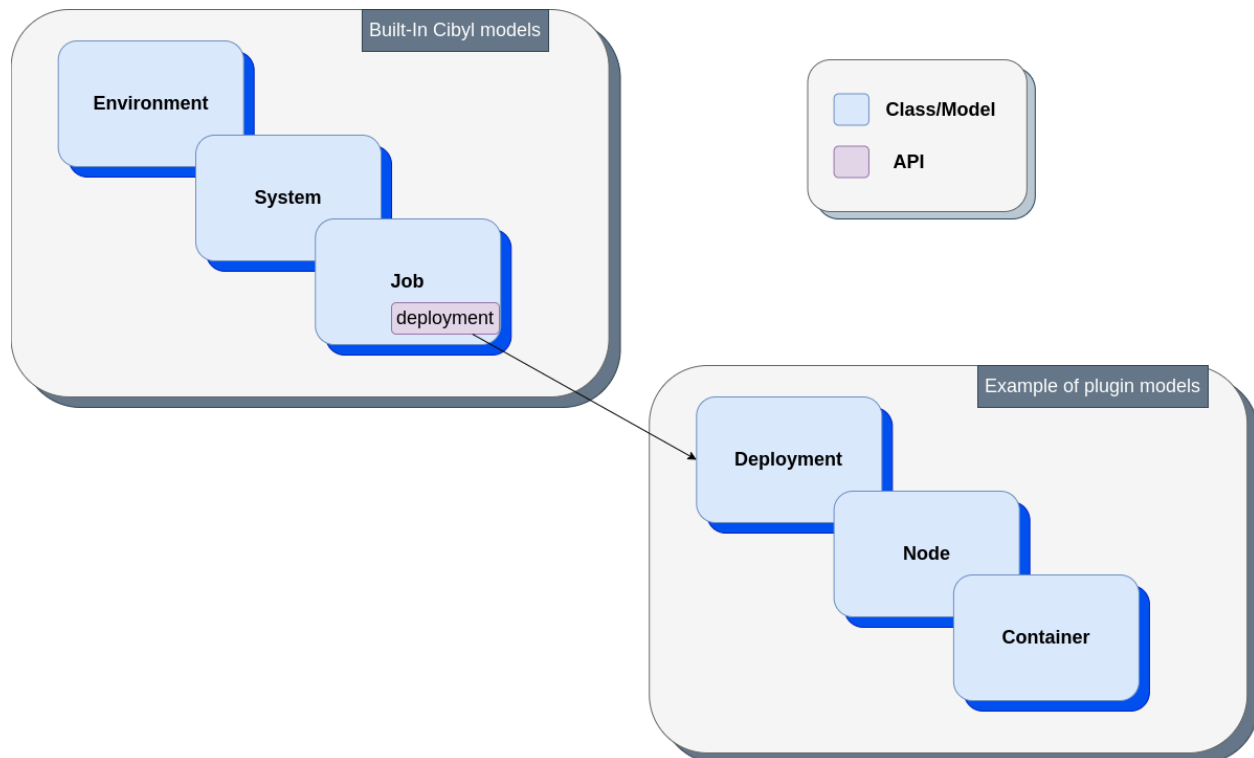 Built-In Cibyl models
Environment
System
Job
deployment
Class/Model
API
Example of plugin models
Deployment
Node
Container